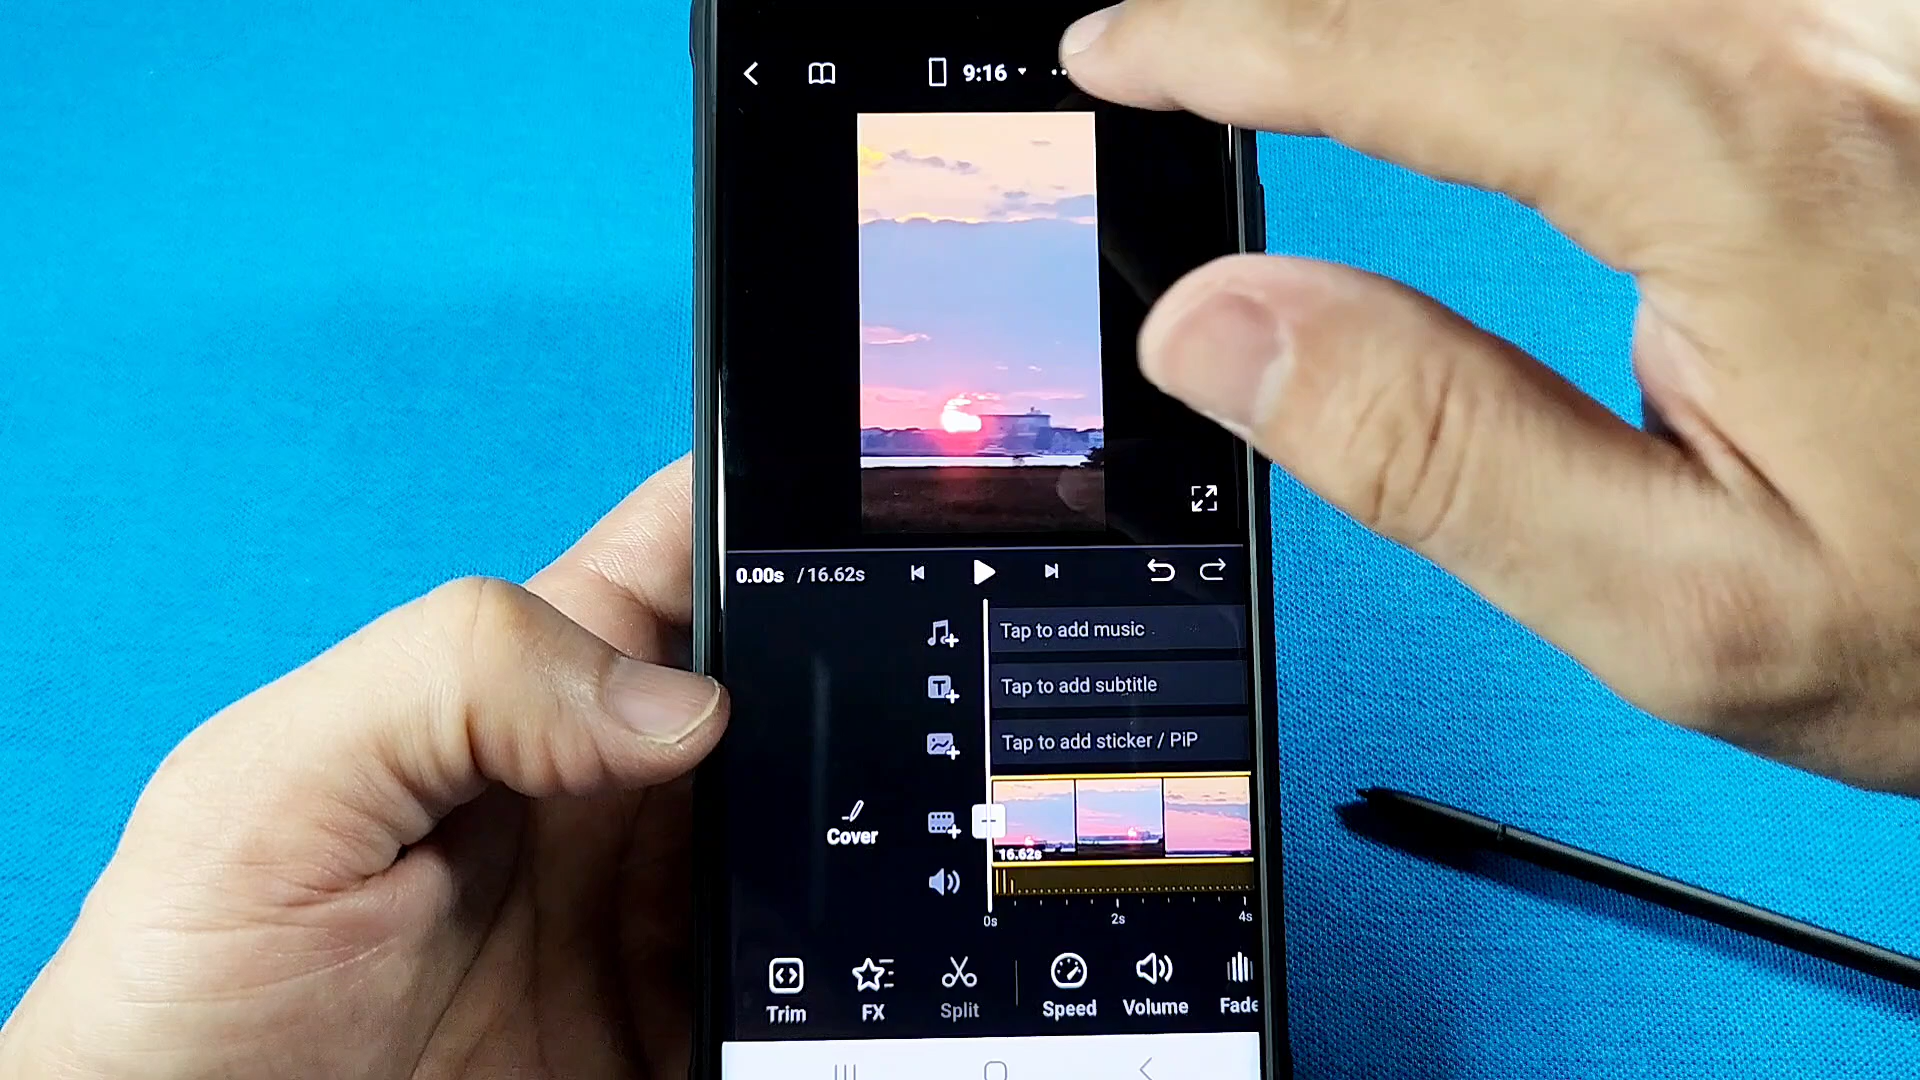 9:16
0.00s / 16.62s
Tap to add music
Tap to add subtitle
Tap to add sticker / PiP
Cover
16.62s
0s 2s 4s
Trim FX Split Speed Volume Fade